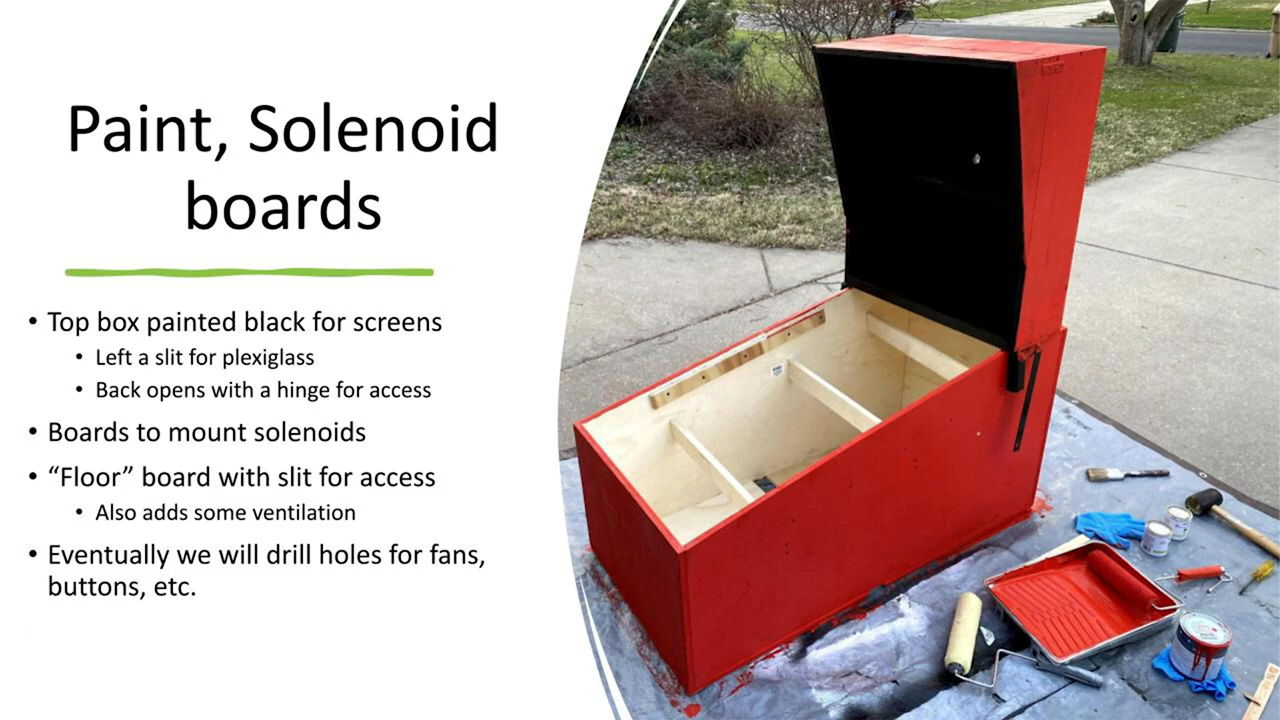 Paint, Solenoid
boards
• Top box painted black for screens
• Left a slit for plexiglass
• Back opens with a hinge for access
• Boards to mount solenoids
• “Floor” board with slit for access
• Also adds some ventilation
• Eventually we will drill holes for fans,
buttons, etc.